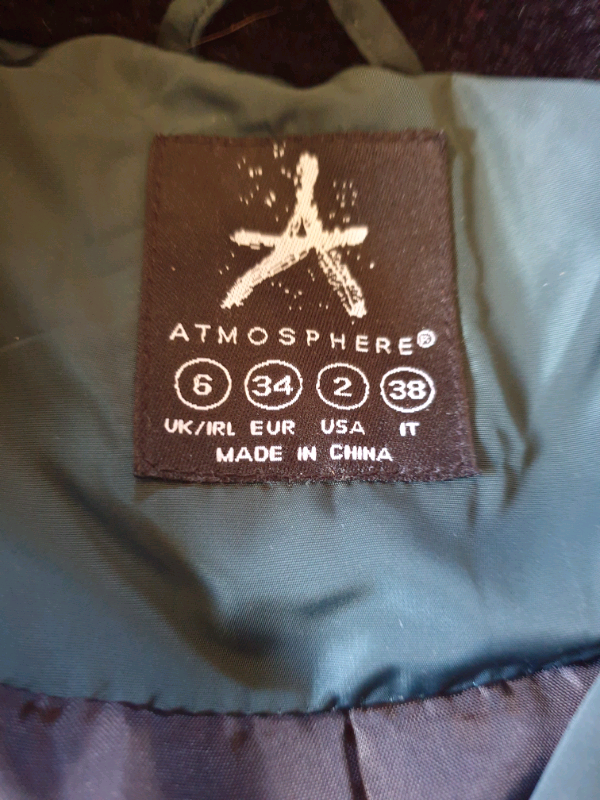 ATMOSPHERE®
6 34 2 38
UK/IRL EUR USA IT
MADE IN CHINA